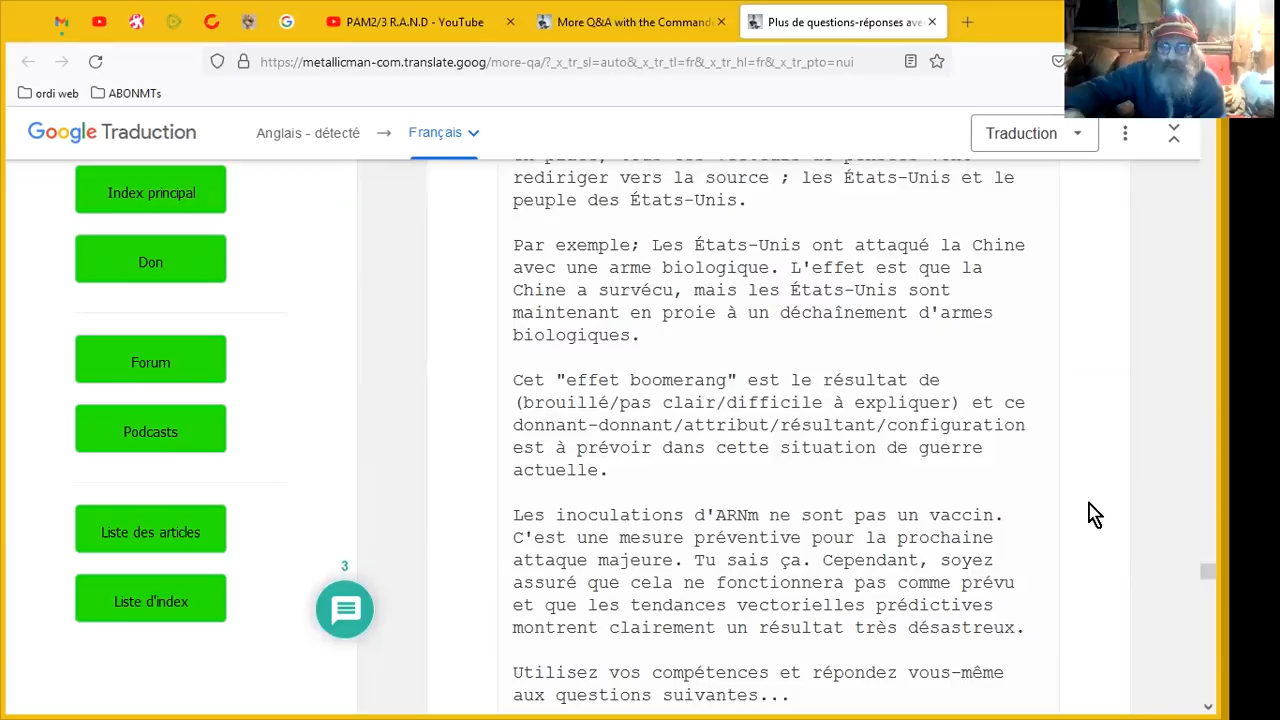 PAM2/3 R.A.N.D - YouTube
More Q&A with the Command
Plus de questions-réponses ave
https://metallicman-com.translate.goog/more-qa/?_x_tr_sl=auto&_x_tr_tl=fr&_x_tr_hl=fr&_x_tr_pto=nui
ordi web
ABONMTs
Google Traduction
Anglais - détecté
Français
Traduction
Index principal
Don
Forum
Podcasts
Liste des articles
Liste d'index
3
rediriger vers la source ; les États-Unis et le
peuple des États-Unis.
Par exemple; Les États-Unis ont attaqué la Chine
avec une arme biologique. L'effet est que la
Chine a survécu, mais les États-Unis sont
maintenant en proie à un déchaînement d'armes
biologiques.
Cet "effet boomerang" est le résultat de
(brouillé/pas clair/difficile à expliquer) et ce
donnant-donnant/attribut/résultant/configuration
est à prévoir dans cette situation de guerre
actuelle.
Les inoculations d'ARNm ne sont pas un vaccin.
C'est une mesure préventive pour la prochaine
attaque majeure. Tu sais ça. Cependant, soyez
assuré que cela ne fonctionnera pas comme prévu
et que les tendances vectorielles prédictives
montrent clairement un résultat très désastreux.
Utilisez vos compétences et répondez vous-même
aux questions suivantes...